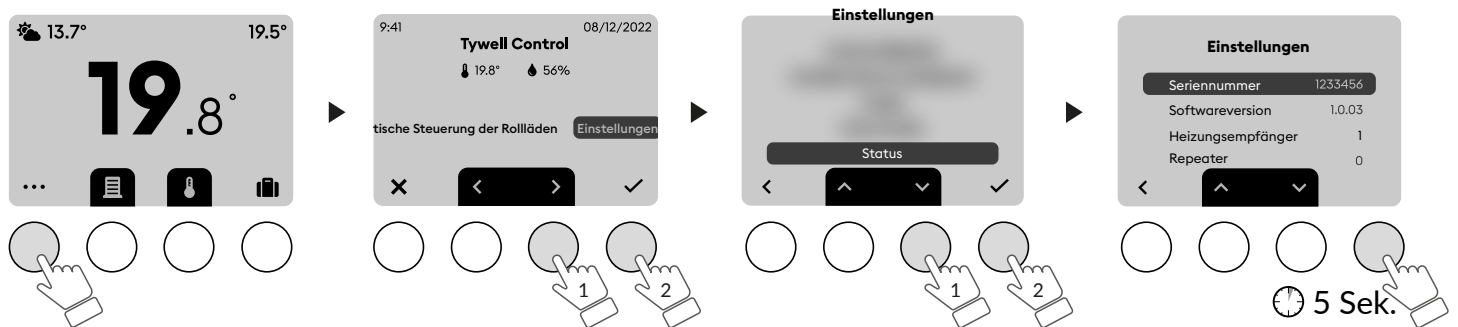 13.7° 19.5°
19.8°
9:41 08/12/2022
Tywell Control
19.8° 56%
tische Steuerung der Rollläden Einstellungen
1 2
Einstellungen
Status
1 2
Einstellungen
Seriennummer 1233456
Softwareversion 1.0.03
Heizungsempfänger 1
Repeater 0
5 Sek.